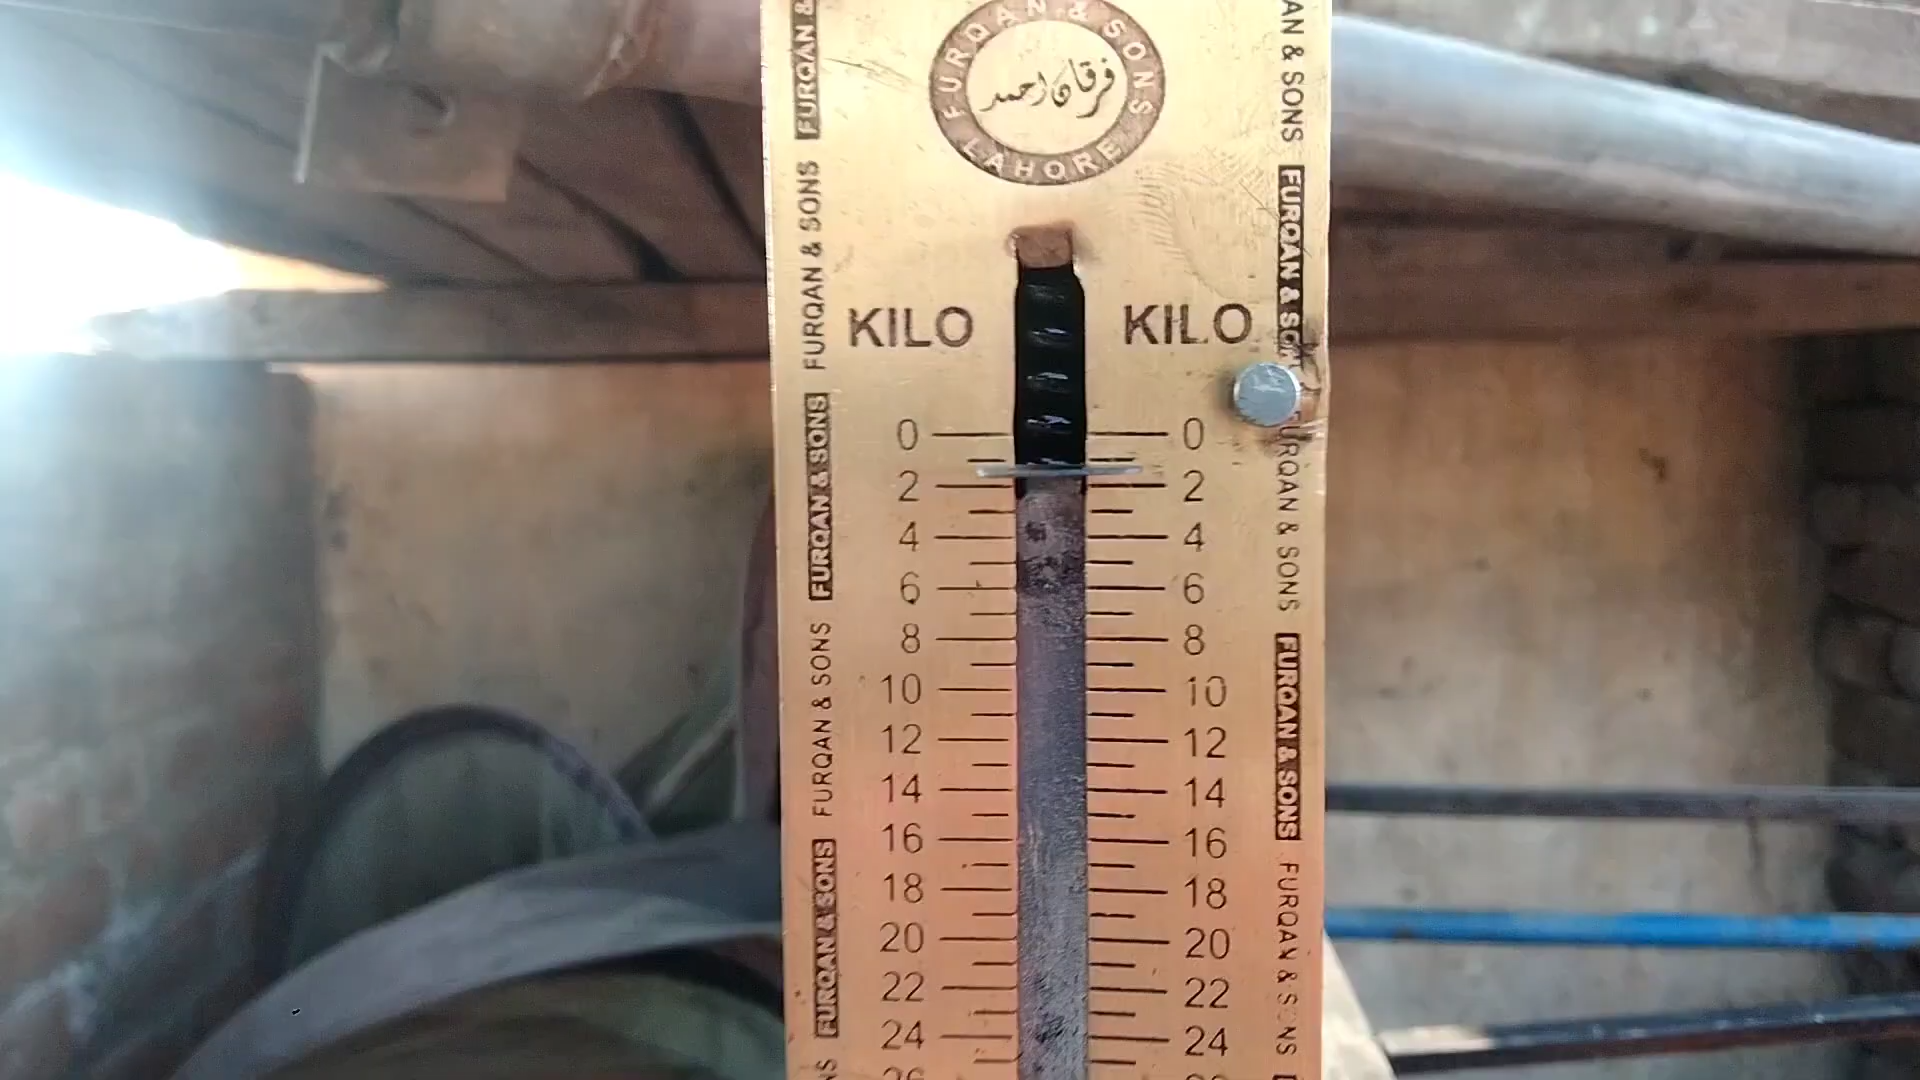 FURQAN & SONS
LAHORE
فرقان احمد
KILO KILO
0 0
2 2
4 4
6 6
8 8
10 10
12 12
14 14
16 16
18 18
20 20
22 22
24 24
FURQAN &
FURQAN & SONS
FURQAN & SONS
FURQAN & SONS
FURQAN & SONS
AN & SONS
FURQAN & SON
FURQAN & SONS
FURQAN & SONS
FURQAN & SONS